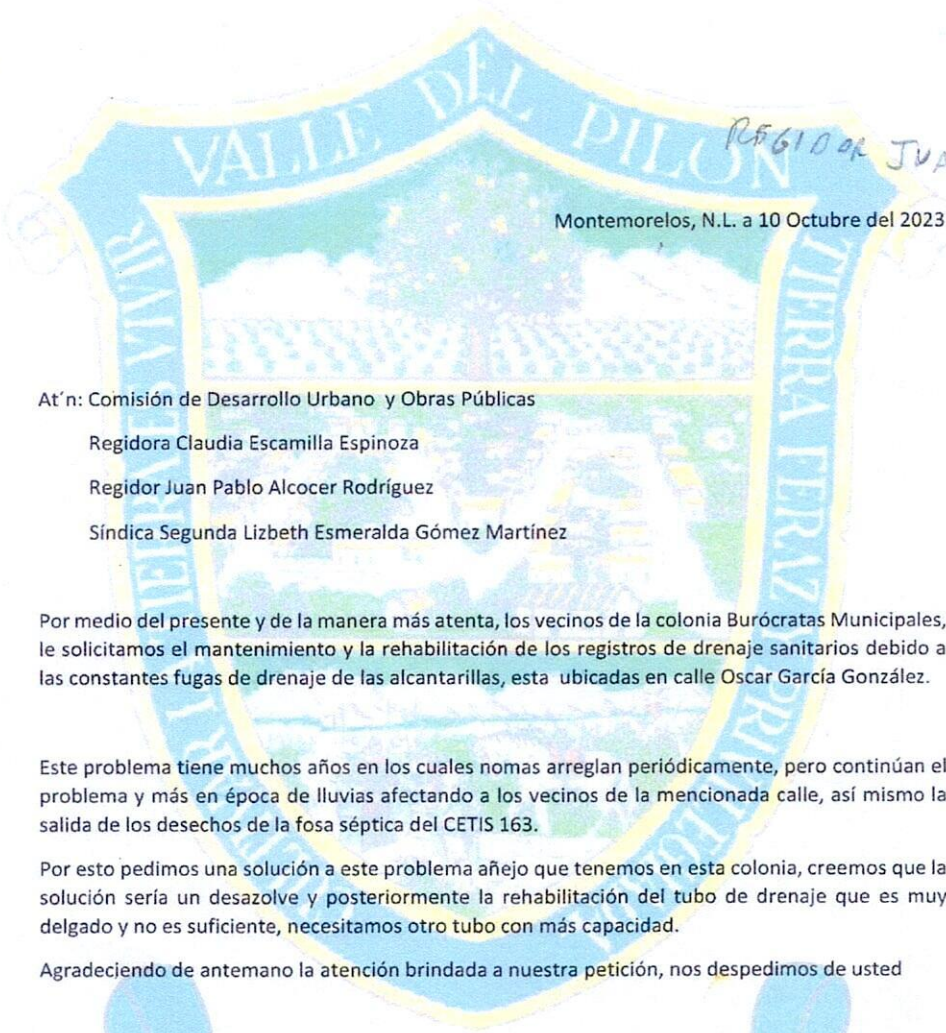 VALLE DEL PILÓN
REGIDOR JUA
Montemorelos, N.L. a 10 Octubre del 2023
TIERRA FERAZ Y
At´n: Comisión de Desarrollo Urbano y Obras Públicas
Regidora Claudia Escamilla Espinoza
Regidor Juan Pablo Alcocer Rodríguez
Síndica Segunda Lizbeth Esmeralda Gómez Martínez
LA TIERRA ES VIVIR
Por medio del presente y de la manera más atenta, los vecinos de la colonia Burócratas Municipales,
le solicitamos el mantenimiento y la rehabilitación de los registros de drenaje sanitarios debido a
las constantes fugas de drenaje de las alcantarillas, esta ubicadas en calle Oscar García González.
Este problema tiene muchos años en los cuales nomas arreglan periódicamente, pero continúan el
problema y más en época de lluvias afectando a los vecinos de la mencionada calle, así mismo la
salida de los desechos de la fosa séptica del CETIS 163.
Por esto pedimos una solución a este problema añejo que tenemos en esta colonia, creemos que la
solución sería un desazolve y posteriormente la rehabilitación del tubo de drenaje que es muy
delgado y no es suficiente, necesitamos otro tubo con más capacidad.
Agradeciendo de antemano la atención brindada a nuestra petición, nos despedimos de usted